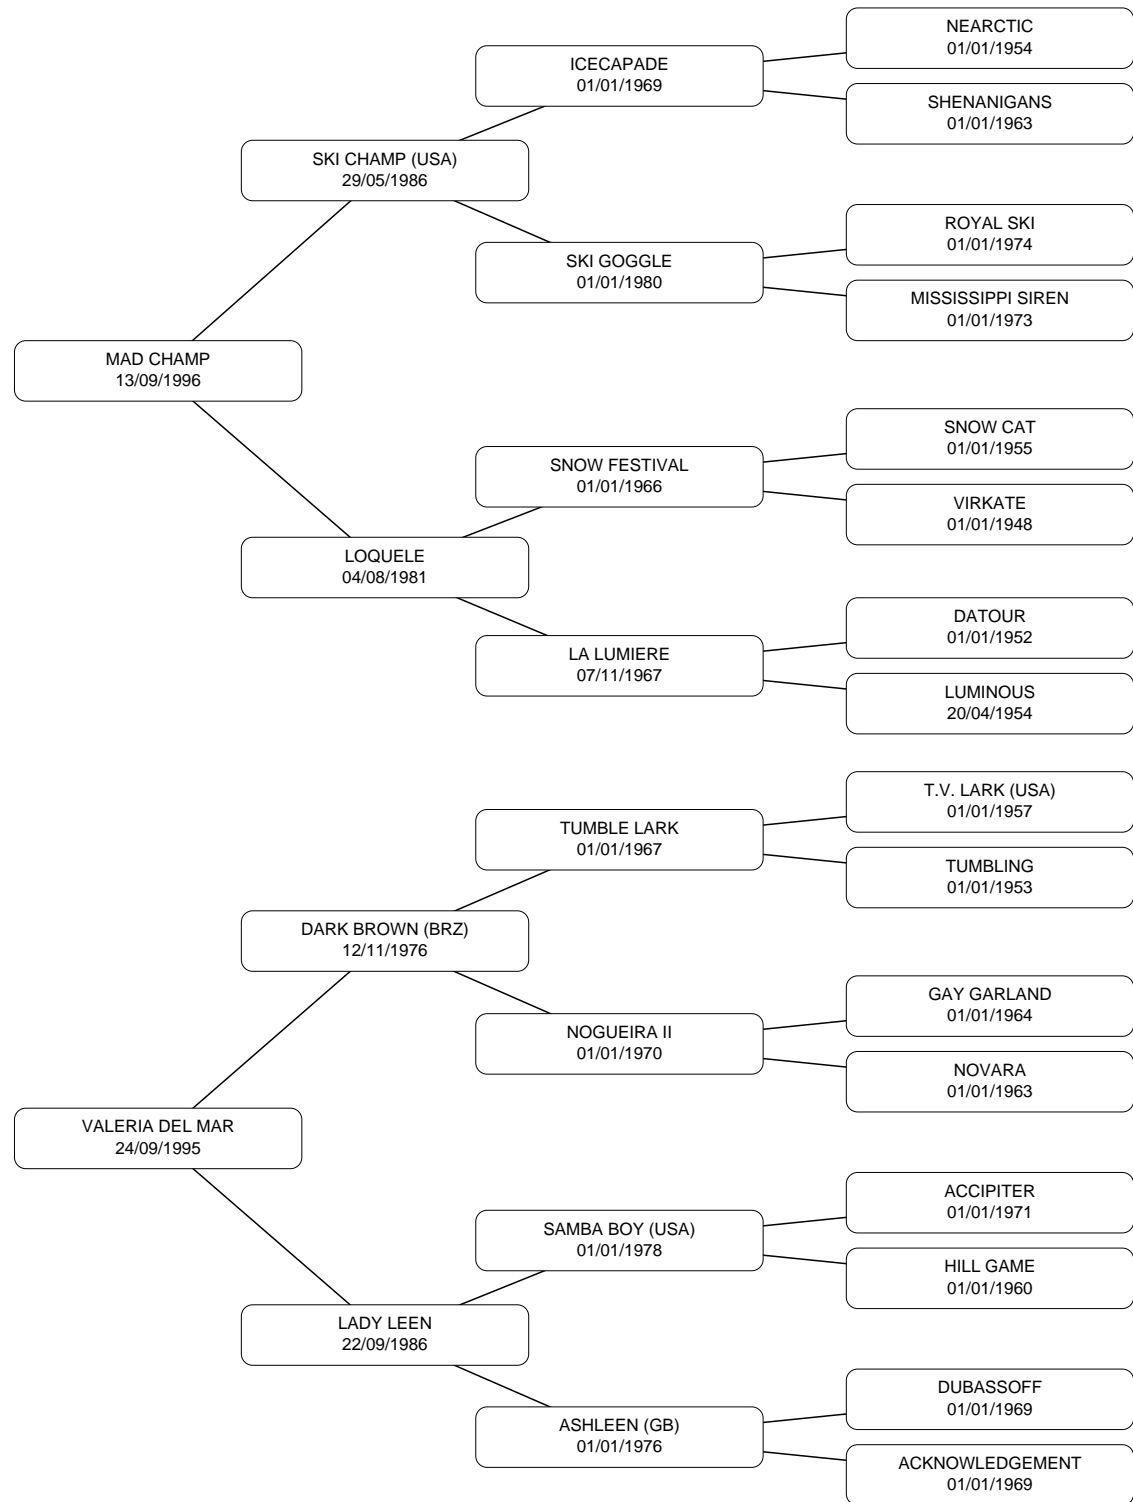 NEARCTIC
01/01/1954
ICECAPADE
01/01/1969
SHENANIGANS
01/01/1963
SKI CHAMP (USA)
29/05/1986
ROYAL SKI
01/01/1974
SKI GOGGLE
01/01/1980
MISSISSIPPI SIREN
01/01/1973
MAD CHAMP
13/09/1996
SNOW CAT
01/01/1955
SNOW FESTIVAL
01/01/1966
VIRKATE
01/01/1948
LOQUELE
04/08/1981
DATOUR
01/01/1952
LA LUMIERE
07/11/1967
LUMINOUS
20/04/1954
T.V. LARK (USA)
01/01/1957
TUMBLE LARK
01/01/1967
TUMBLING
01/01/1953
DARK BROWN (BRZ)
12/11/1976
GAY GARLAND
01/01/1964
NOGUEIRA II
01/01/1970
NOVARA
01/01/1963
VALERIA DEL MAR
24/09/1995
ACCIPITER
01/01/1971
SAMBA BOY (USA)
01/01/1978
HILL GAME
01/01/1960
LADY LEEN
22/09/1986
DUBASSOFF
01/01/1969
ASHLEEN (GB)
01/01/1976
ACKNOWLEDGEMENT
01/01/1969